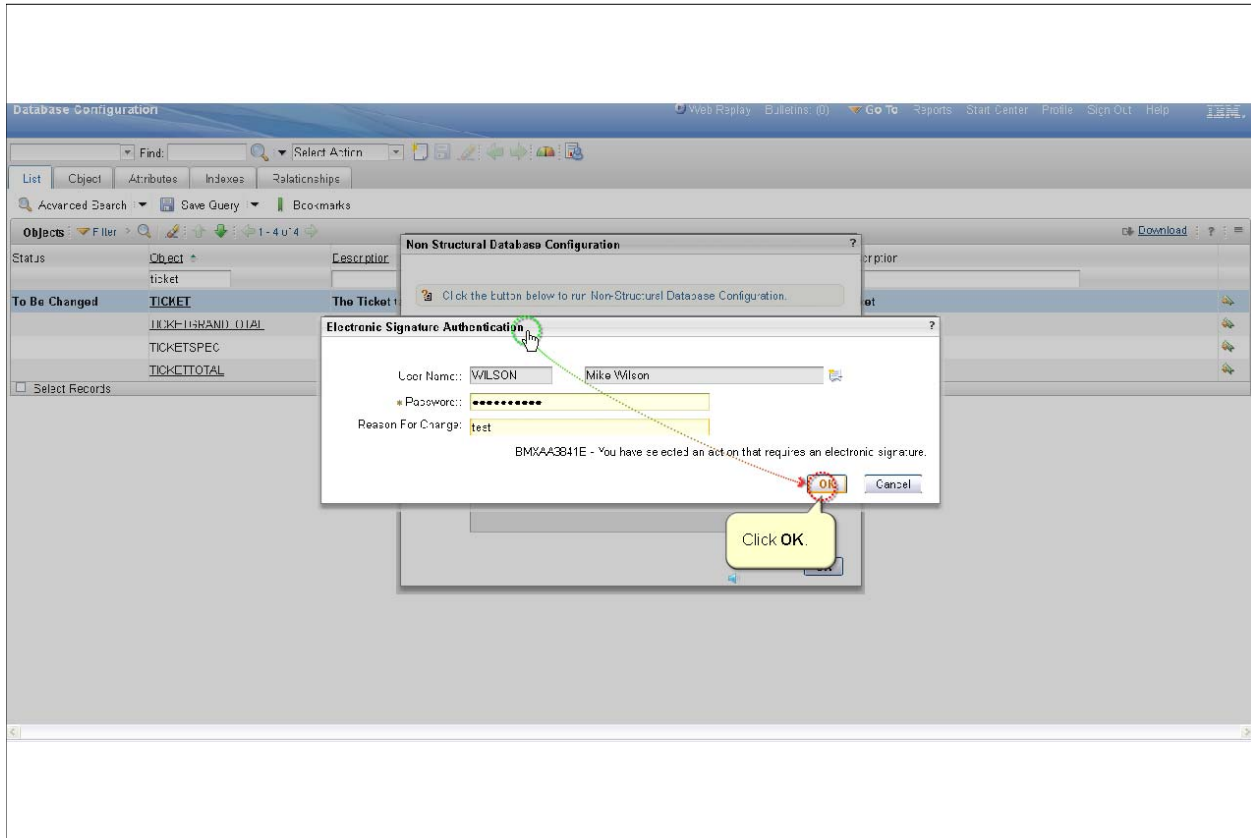 Database Configuration
Web Replay Bulletins: (0) Go To Reports Start Center Profile Sign Out Help IBM.
Find: Select Action
List Object Attributes Indexes Relationships
Advanced Search Save Query Bookmarks
Objects Filter 1 - 4 of 4 Download ?
Status Object Description
ticket
To Be Changed TICKET The Ticket
TICKETGRANDTOTAL
TICKETSPEC
TICKETTOTAL
Select Records
Non Structural Database Configuration ?
Click the button below to run Non-Structural Database Configuration.
Electronic Signature Authentication ?
User Name:: WILSON Mike Wilson
* Password:: ••••••••••
Reason For Change: test
BMXAA3841E - You have selected an action that requires an electronic signature.
OK Cancel
Click OK.